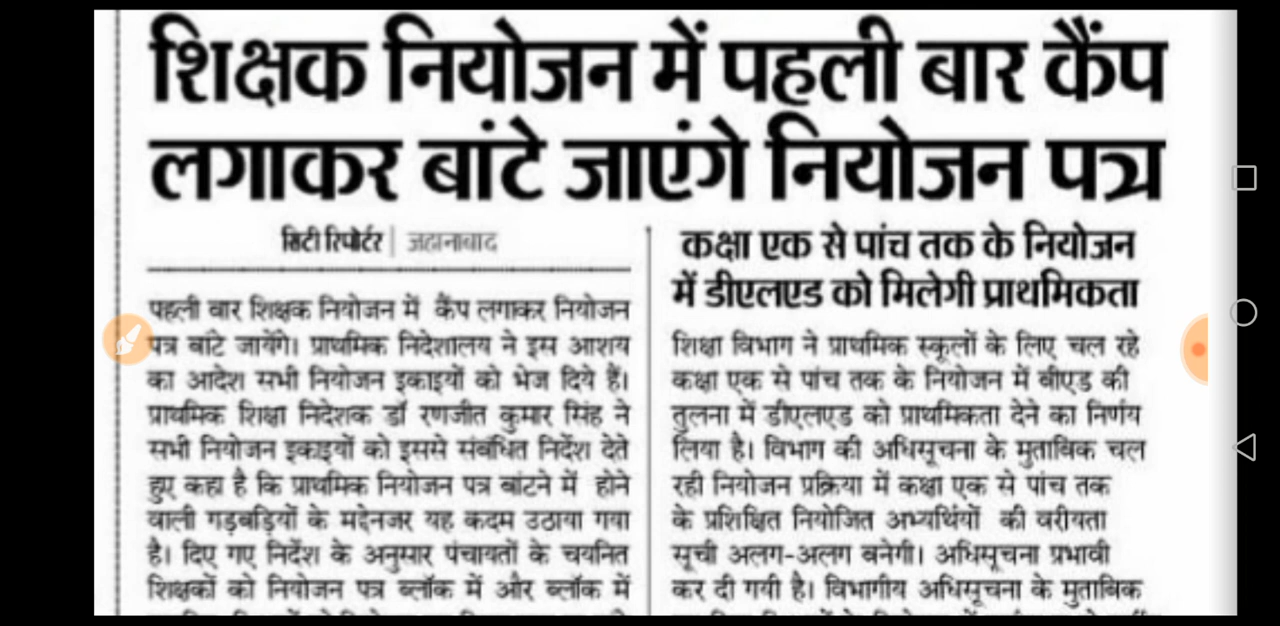 शिक्षक नियोजन में पहली बार कैंप
लगाकर बांटे जाएंगे नियोजन पत्र
सिटी रिपोर्टर | जहानाबाद
पहली बार शिक्षक नियोजन में कैंप लगाकर नियोजन
पत्र बांटे जायेंगे। प्राथमिक निदेशालय ने इस आशय
का आदेश सभी नियोजन इकाइयों को भेज दिये हैं।
प्राथमिक शिक्षा निदेशक डॉ रणजीत कुमार सिंह ने
सभी नियोजन इकाइयों को इससे संबंधित निर्देश देते
हुए कहा है कि प्राथमिक नियोजन पत्र बांटने में होने
वाली गड़बड़ियों के मद्देनजर यह कदम उठाया गया
है। दिए गए निर्देश के अनुसार पंचायतों के चयनित
शिक्षकों को नियोजन पत्र ब्लॉक में और ब्लॉक में
कक्षा एक से पांच तक के नियोजन
में डीएलएड को मिलेगी प्राथमिकता
शिक्षा विभाग ने प्राथमिक स्कूलों के लिए चल रहे
कक्षा एक से पांच तक के नियोजन में बीएड की
तुलना में डीएलएड को प्राथमिकता देने का निर्णय
लिया है। विभाग की अधिसूचना के मुताबिक चल
रही नियोजन प्रक्रिया में कक्षा एक से पांच तक
के प्रशिक्षित नियोजित अभ्यर्थियों की वरीयता
सूची अलग-अलग बनेगी। अधिसूचना प्रभावी
कर दी गयी है। विभागीय अधिसूचना के मुताबिक